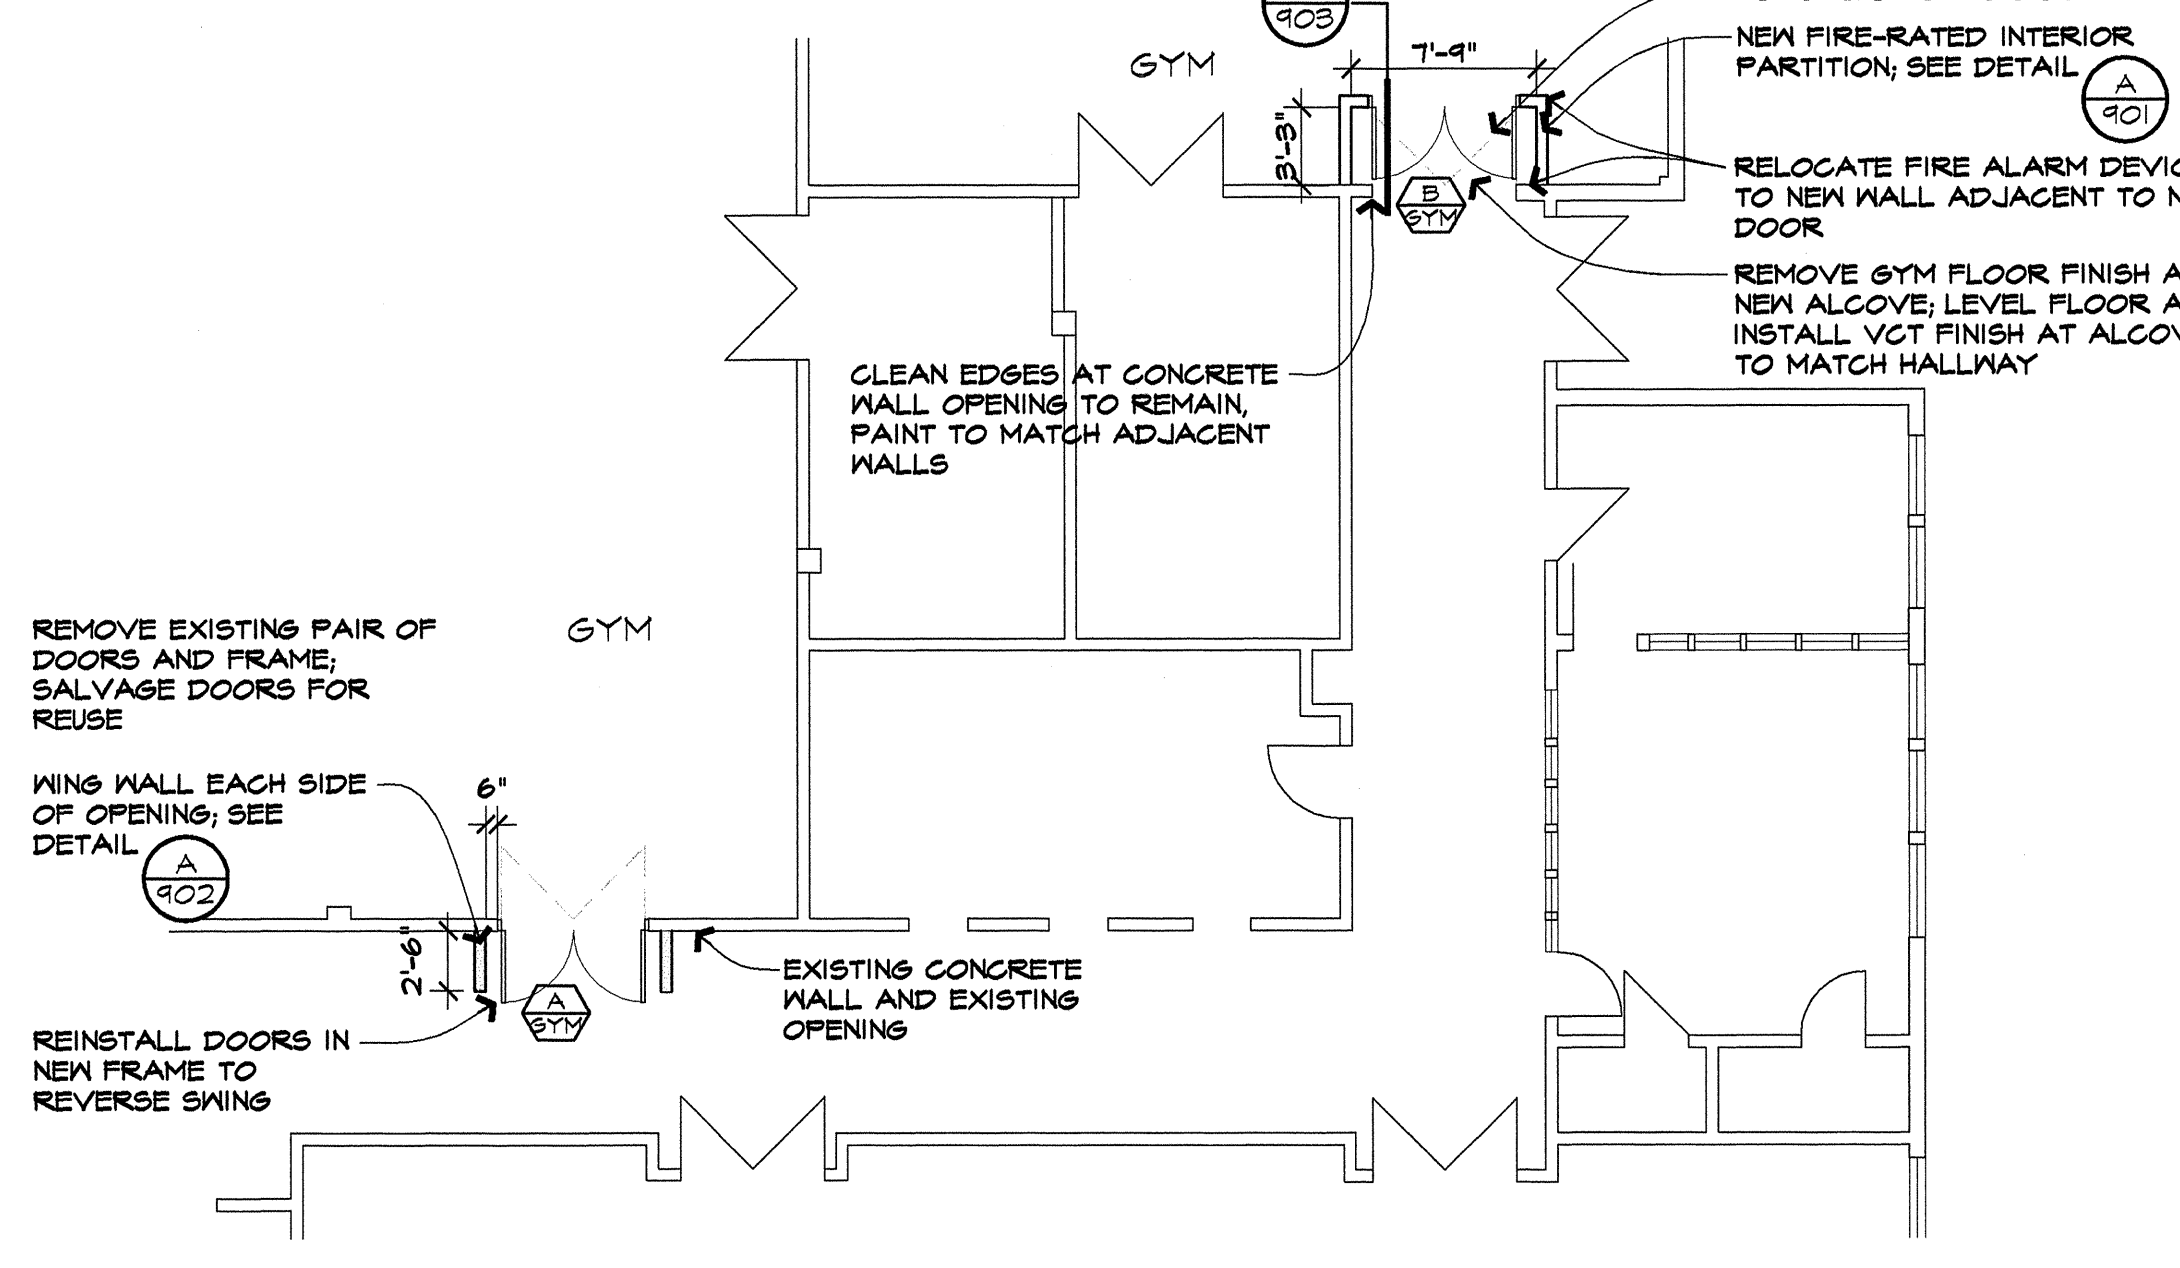 903
GYM
7'-9"
3'-3"
NEW FIRE-RATED INTERIOR
PARTITION; SEE DETAIL
A
901
RELOCATE FIRE ALARM
TO NEW WALL ADJACENT TO
DOOR
B
GYM
REMOVE GYM FLOOR FINISH
NEW ALCOVE; LEVEL FLOOR
INSTALL VCT FINISH AT
TO MATCH HALLWAY
CLEAN EDGES AT CONCRETE
WALL OPENING TO REMAIN,
PAINT TO MATCH ADJACENT
WALLS
REMOVE EXISTING PAIR OF
DOORS AND FRAME;
SALVAGE DOORS FOR
REUSE
GYM
WING WALL EACH SIDE
OF OPENING; SEE
DETAIL
A
902
6"
2'-6"
A
GYM
EXISTING CONCRETE
WALL AND EXISTING
OPENING
REINSTALL DOORS IN
NEW FRAME TO
REVERSE SWING